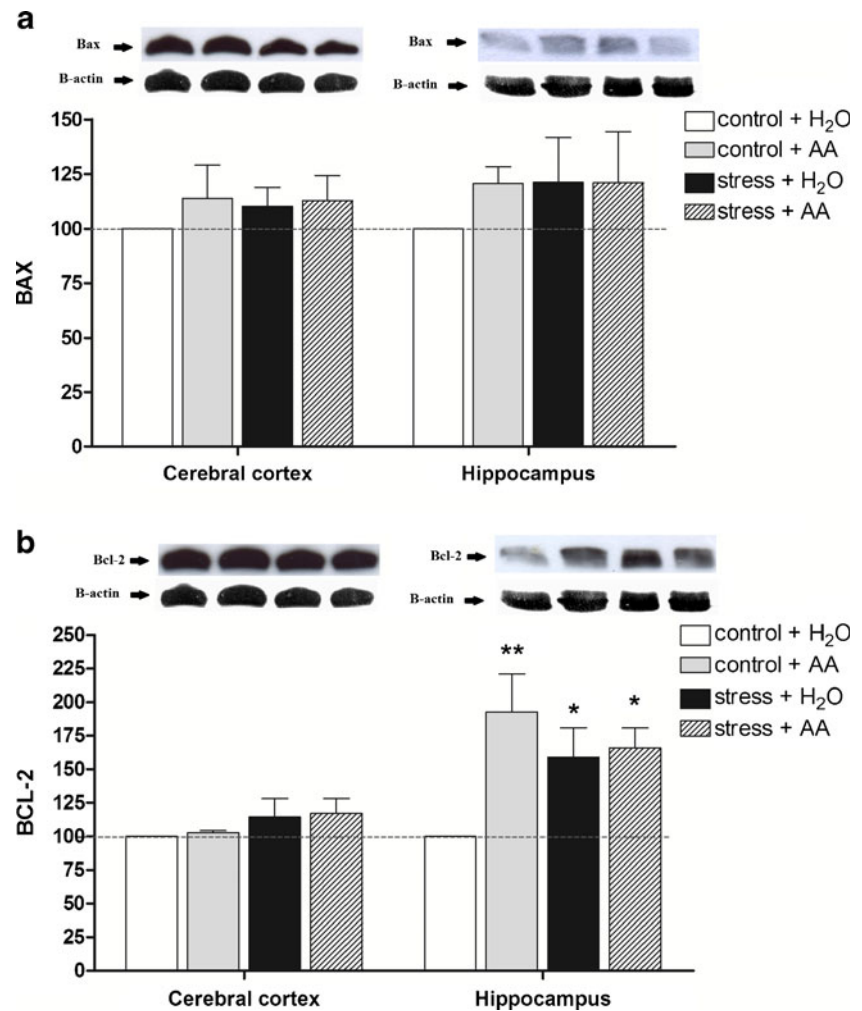 a
Bax
Bax
B-actin
B-actin
150
125
100
75
50
25
0
BAX
control + H₂O
control + AA
stress + H₂O
stress + AA
Cerebral cortex
Hippocampus
b
Bcl-2
Bcl-2
B-actin
B-actin
250
225
200
175
150
125
100
75
50
25
0
BCL-2
**
*
*
control + H₂O
control + AA
stress + H₂O
stress + AA
Cerebral cortex
Hippocampus